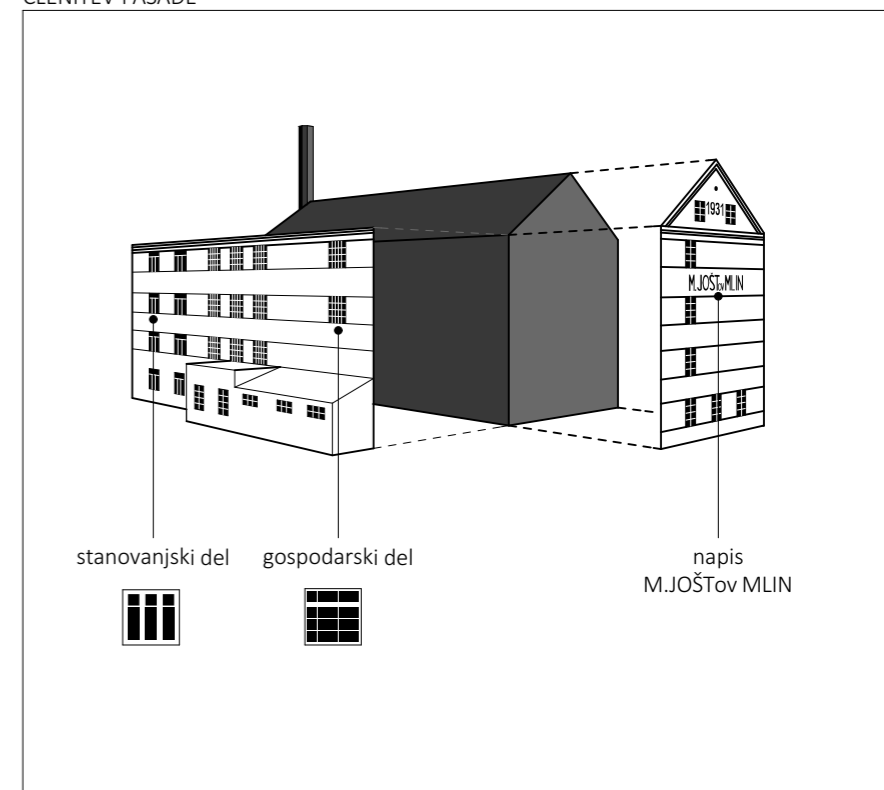 ČLENITEV FASADE
1931
M.JOŠTov MLIN
stanovanjski del
gospodarski del
napis
M.JOŠTov MLIN